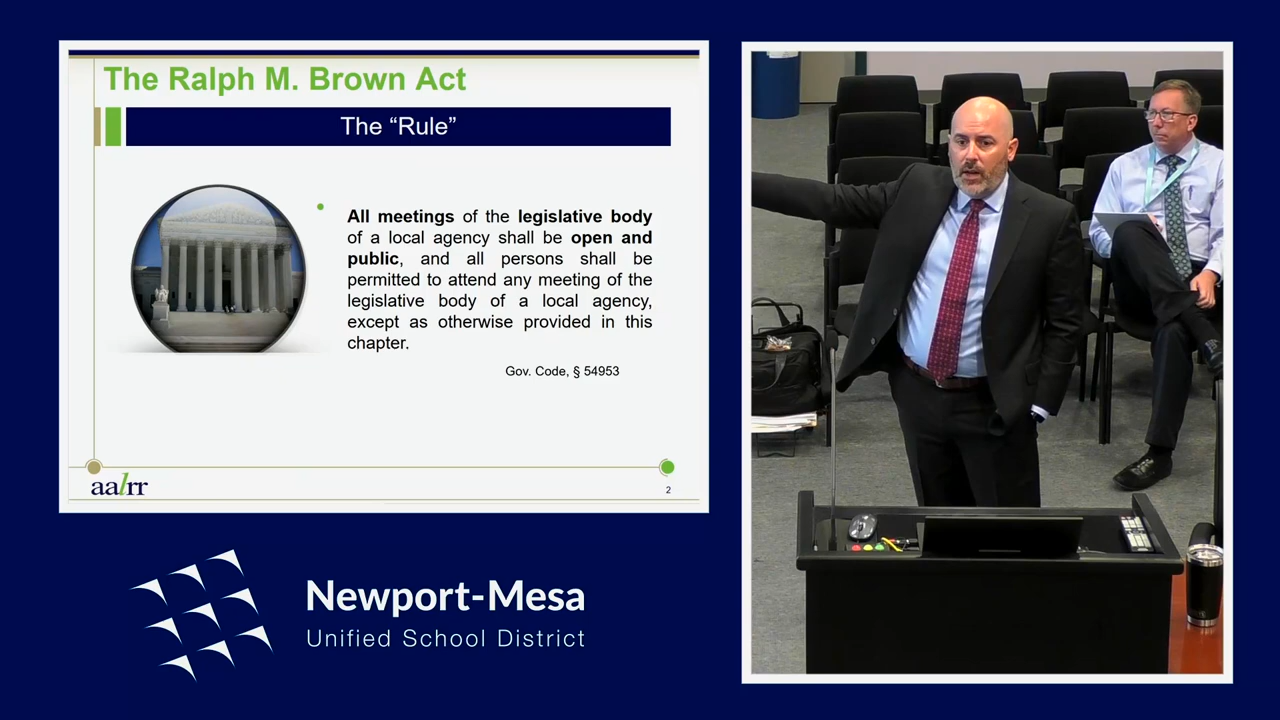 The Ralph M. Brown Act
The “Rule”
• All meetings of the legislative body
of a local agency shall be open and
public, and all persons shall be
permitted to attend any meeting of the
legislative body of a local agency,
except as otherwise provided in this
chapter.
Gov. Code, § 54953
aalrr
2
Newport-Mesa
Unified School District